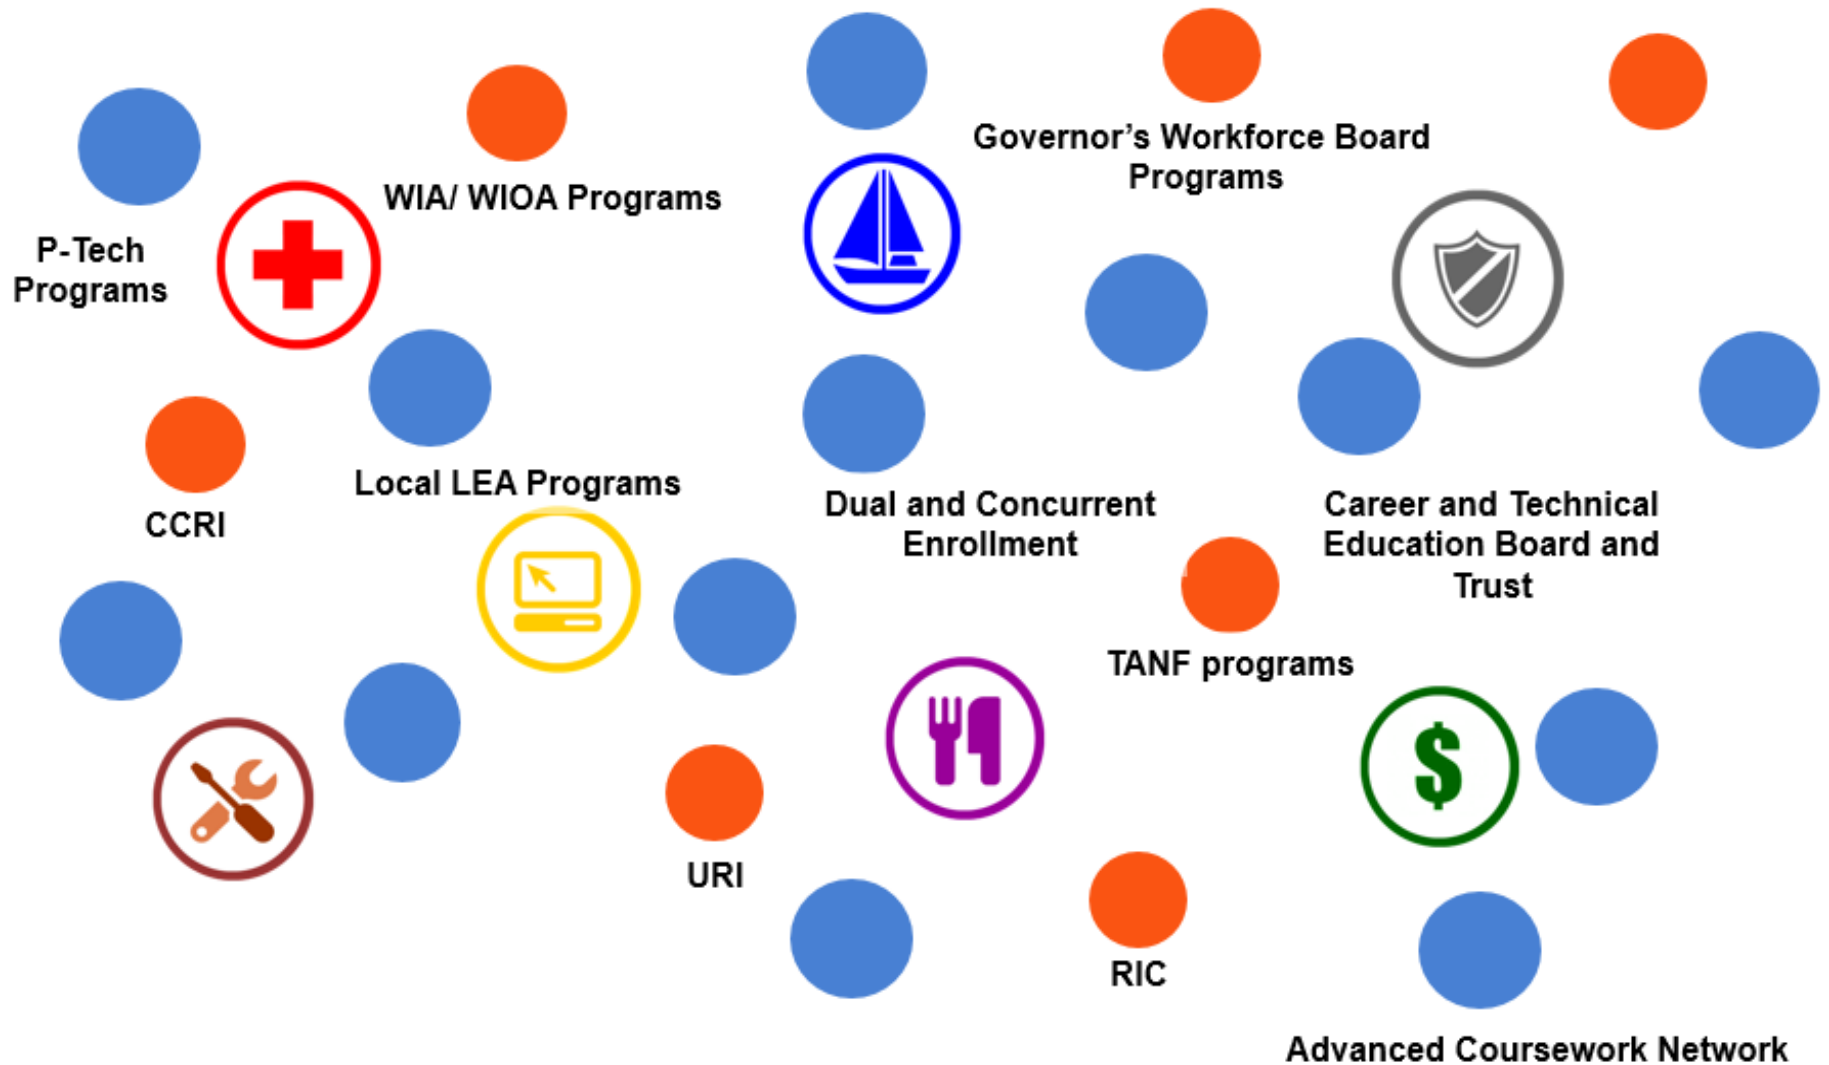 Governor’s Workforce Board
Programs
WIA/ WIOA Programs
P-Tech
Programs
Local LEA Programs
CCRI
Dual and Concurrent
Enrollment
Career and Technical
Education Board and
Trust
TANF programs
$
URI
RIC
Advanced Coursework Network